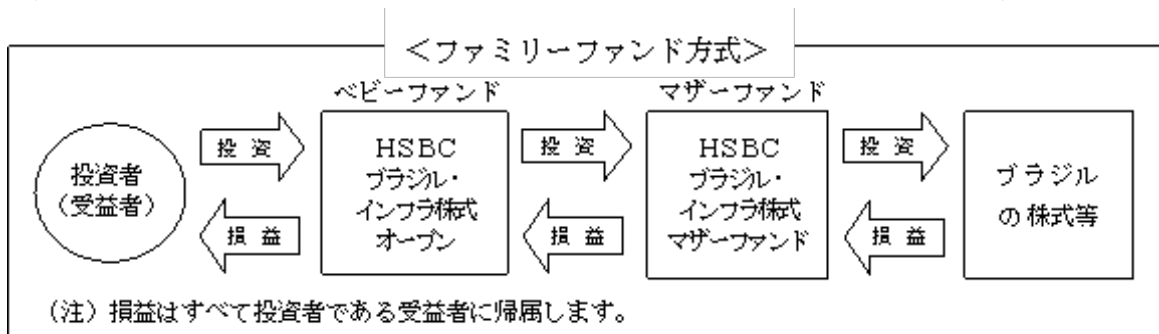 ＜ファミリーファンド方式＞
ベビーファンド
マザーファンド
投資者
（受益者）
投 資
損 益
HSBC
ブラジル・
インフラ株式
オープン
投 資
損 益
HSBC
ブラジル・
インフラ株式
マザーファンド
投 資
損 益
ブラジル
の株式等
（注）損益はすべて投資者である受益者に帰属します。